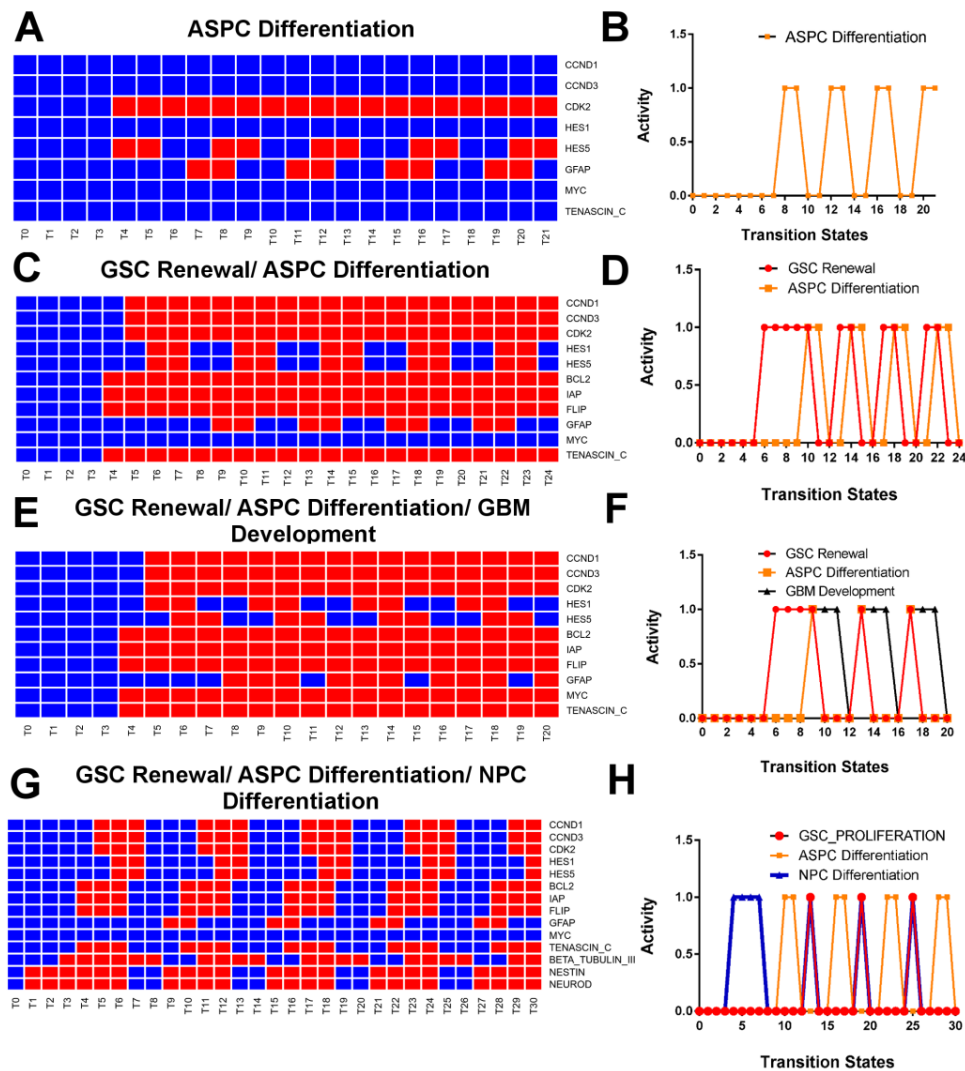 A
ASPC Differentiation
CCND1
CCND3
CDK2
HES1
HES5
GFAP
MYC
TENASCIN_C
T0 T1 T2 T3 T4 T5 T6 T7 T8 T9 T10 T11 T12 T13 T14 T15 T16 T17 T18 T19 T20 T21
B
ASPC Differentiation
1.5
1.0
0.5
0.0
Activity
0 2 4 6 8 10 12 14 16 18 20
Transition States
C
GSC Renewal/ ASPC Differentiation
CCND1
CCND3
CDK2
HES1
HES5
BCL2
IAP
FLIP
GFAP
MYC
TENASCIN_C
T0 T1 T2 T3 T4 T5 T6 T7 T8 T9 T10 T11 T12 T13 T14 T15 T16 T17 T18 T19 T20 T21 T22 T23 T24
D
GSC Renewal
ASPC Differentiation
1.5
1.0
0.5
0.0
Activity
0 2 4 6 8 10 12 14 16 18 20 22 24
Transition States
E
GSC Renewal/ ASPC Differentiation/ GBM
Development
CCND1
CCND3
CDK2
HES1
HES5
BCL2
IAP
FLIP
GFAP
MYC
TENASCIN_C
T0 T1 T2 T3 T4 T5 T6 T7 T8 T9 T10 T11 T12 T13 T14 T15 T16 T17 T18 T19 T20
F
GSC Renewal
ASPC Differentiation
GBM Development
1.5
1.0
0.5
0.0
Activity
0 2 4 6 8 10 12 14 16 18 20
Transition States
G
GSC Renewal/ ASPC Differentiation/ NPC
Differentiation
CCND1
CCND3
CDK2
HES1
HES5
BCL2
IAP
FLIP
GFAP
MYC
TENASCIN_C
BETA_TUBULIN_III
NESTIN
NEUROD
T0 T1 T2 T3 T4 T5 T6 T7 T8 T9 T10 T11 T12 T13 T14 T15 T16 T17 T18 T19 T20 T21 T22 T23 T24 T25 T26 T27 T28 T29 T30
H
GSC_PROLIFERATION
ASPC Differentiation
NPC Differentiation
1.5
1.0
0.5
0.0
Activity
0 5 10 15 20 25 30
Transition States